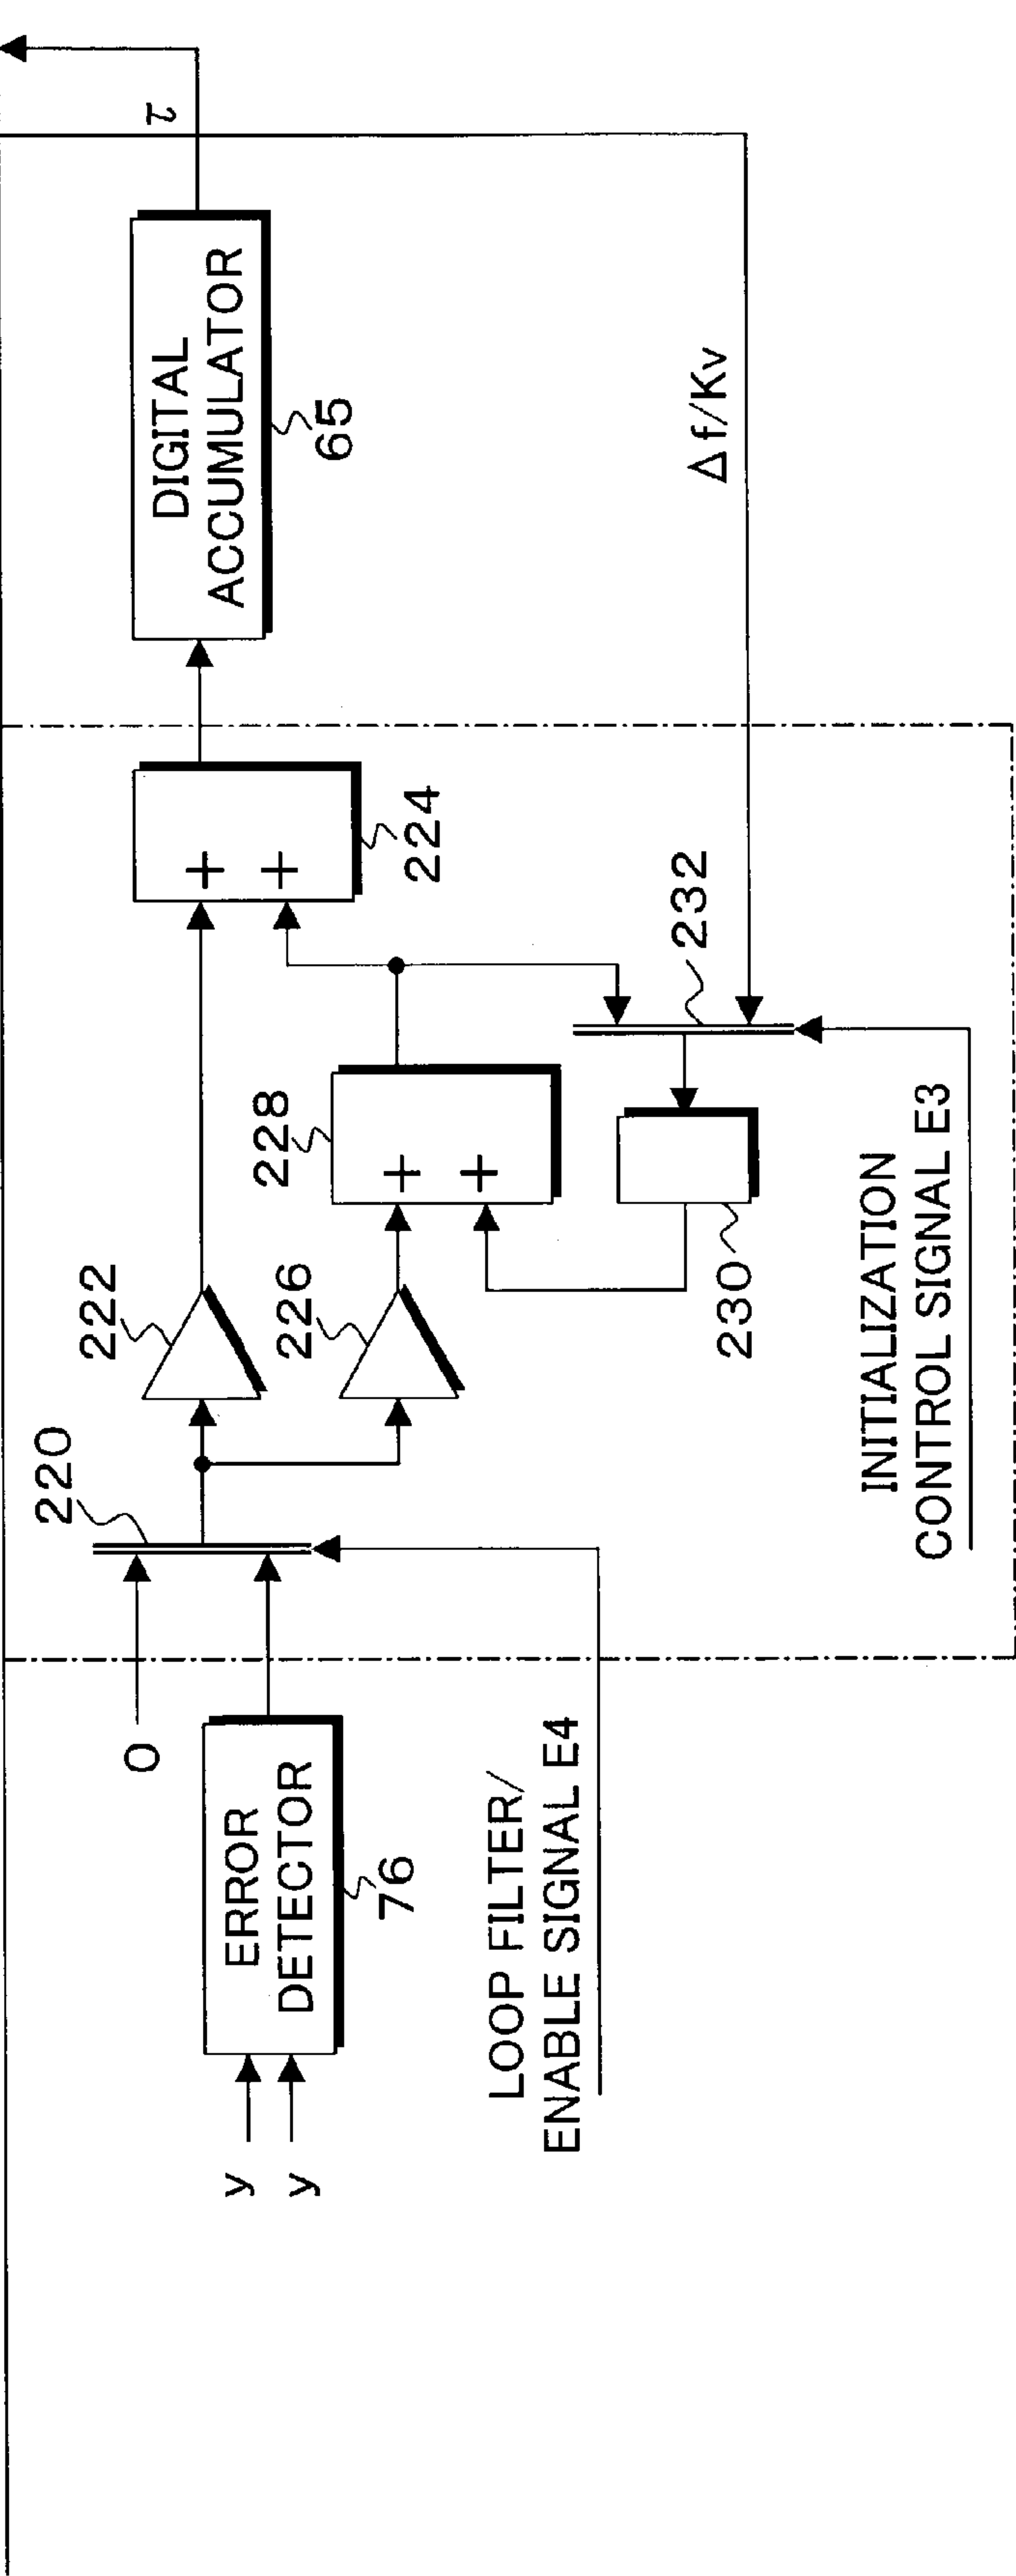 y
y
ERROR
DETECTOR
76
0
LOOP FILTER/
ENABLE SIGNAL E4
220
222
226
228
+
+
230
232
INITIALIZATION
CONTROL SIGNAL E3
+
+
224
DIGITAL
ACCUMULATOR
65
Δf/Kv
τ